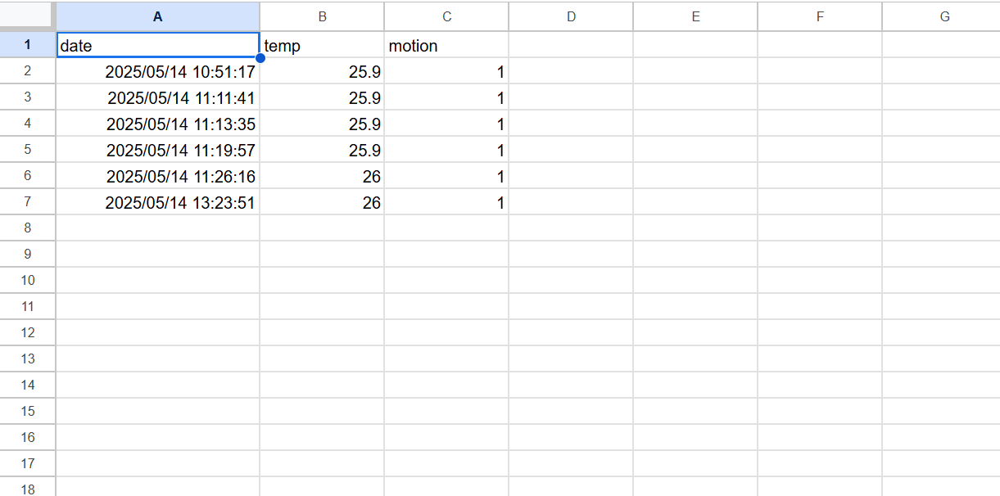 A B C D E F G
1 date temp motion
2 2025/05/14 10:51:17 25.9 1
3 2025/05/14 11:11:41 25.9 1
4 2025/05/14 11:13:35 25.9 1
5 2025/05/14 11:19:57 25.9 1
6 2025/05/14 11:26:16 26 1
7 2025/05/14 13:23:51 26 1
8
9
10
11
12
13
14
15
16
17
18